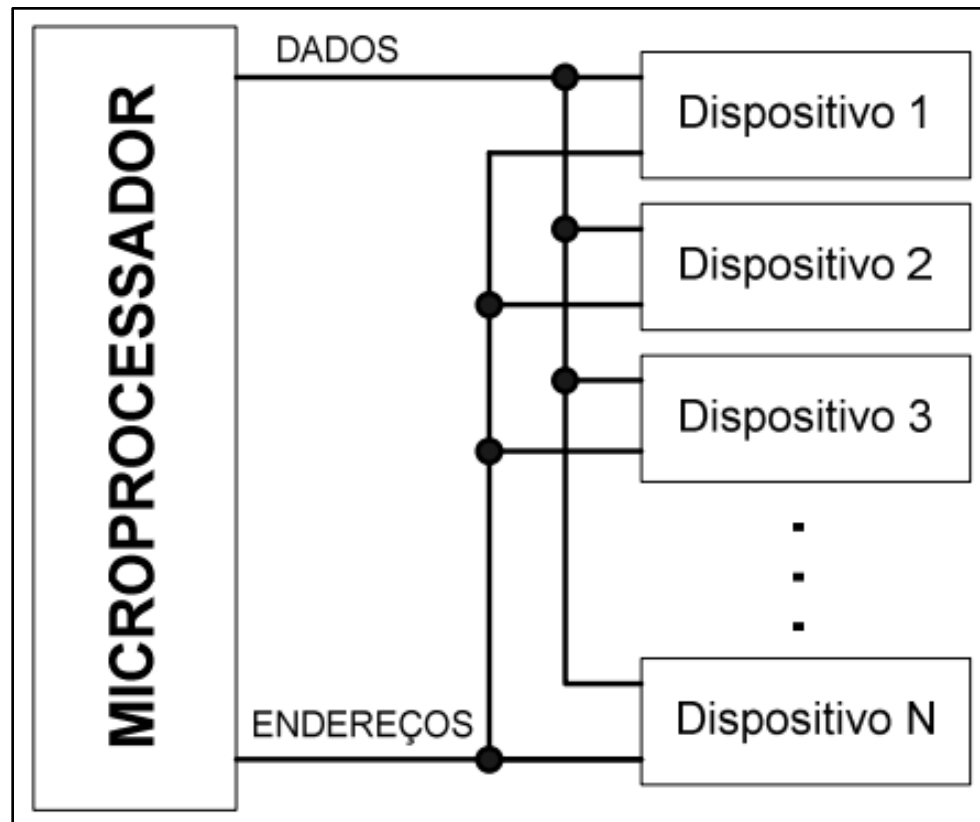 MICROPROCESSADOR
DADOS
Dispositivo 1
Dispositivo 2
Dispositivo 3
Dispositivo N
ENDEREÇOS